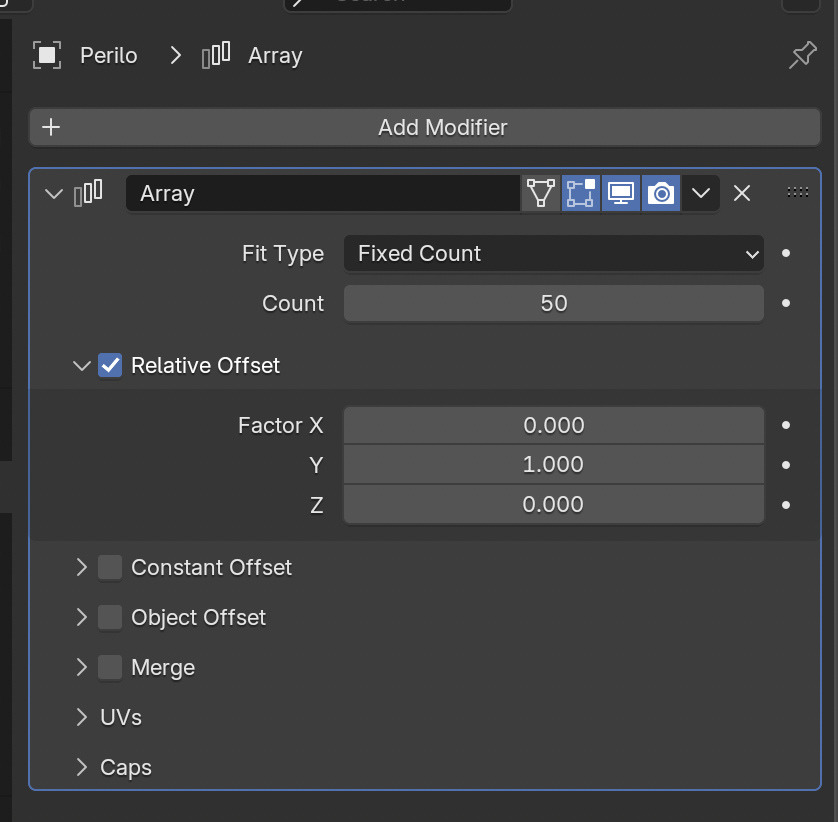 Perilo > Array
Add Modifier
Array
Fit Type Fixed Count
Count 50
Relative Offset
Factor X 0.000
Y 1.000
Z 0.000
Constant Offset
Object Offset
Merge
UVs
Caps